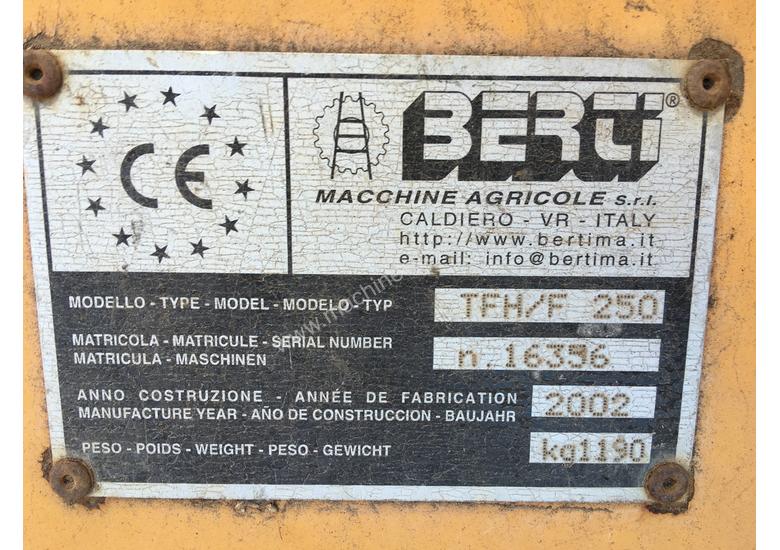 CE
BERTI®
MACCHINE AGRICOLE s.r.l.
CALDIERO - VR - ITALY
http://www.bertima.it
e-mail: info@bertima.it
MODELLO - TYPE - MODEL - MODELO - TYP
TFH/F 250
MATRICOLA - MATRICULE - SERIAL NUMBER
MATRICULA - MASCHINEN
n.16396
ANNO COSTRUZIONE - ANNÉE DE FABRICATION
MANUFACTURE YEAR - AÑO DE CONSTRUCCION - BAUJAHR
2002
PESO - POIDS - WEIGHT - PESO - GEWICHT
kg1190